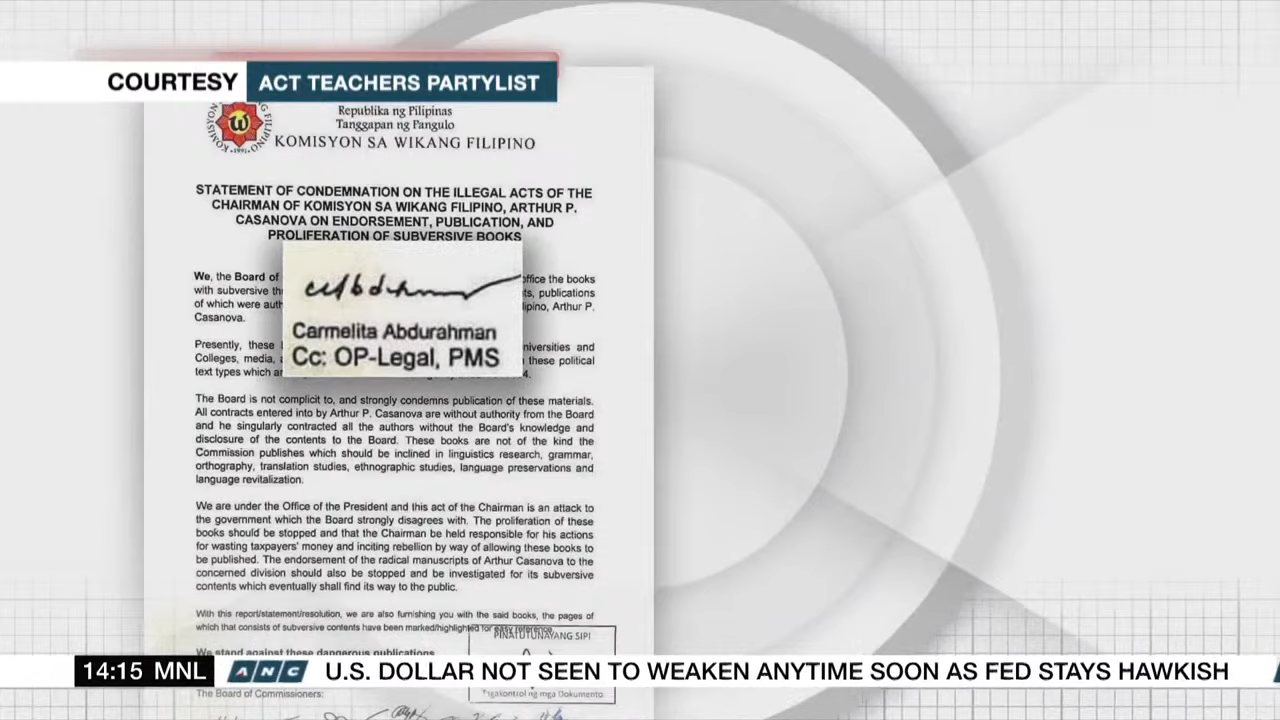 COURTESY ACT TEACHERS PARTYLIST
Republika ng Pilipinas
Tanggapan ng Pangulo
KOMISYON SA WIKANG FILIPINO
STATEMENT OF CONDEMNATION ON THE ILLEGAL ACTS OF THE
CHAIRMAN OF KOMISYON SA WIKANG FILIPINO, ARTHUR P.
CASANOVA ON ENDORSEMENT, PUBLICATION, AND
PROLIFERATION OF SUBVERSIVE BOOKS
We, the Board of
office the books
with subversive
publications
of which were
Arthur P.
Casanova.
Carmelita Abdurahman
Cc: OP-Legal, PMS
Presently, these
Universities and
Colleges, media,
these political
text types which
The Board is not complicit to, and strongly condemns publication of these materials.
All contracts entered into by Arthur P. Casanova are without authority from the Board
and he singularly contracted all the authors without the Board's knowledge and
disclosure of the contents to the Board. These books are not of the kind the
Commission publishes which should be inclined in linguistics research, grammar,
orthography, translation studies, ethnographic studies, language preservations and
language revitalization.
We are under the Office of the President and this act of the Chairman is an attack to
the government which the Board strongly disagrees with. The proliferation of these
books should be stopped and that the Chairman be held responsible for his actions
for wasting taxpayers' money and inciting rebellion by way of allowing these books to
be published. The endorsement of the radical manuscripts of Arthur Casanova to the
concerned division should also be stopped and be investigated for its subversive
contents which eventually shall find its way to the public.
With this report/statement/resolution, we are also furnishing you with the said books, the pages of
which that consists of subversive contents have been marked/highlighted for easy reference.
PINATUTUNAYANG SIPI
We stand against these dangerous publications
14:15 MNL ANC U.S. DOLLAR NOT SEEN TO WEAKEN ANYTIME SOON AS FED STAYS HAWKISH
The Board of Commissioners:
Tagakontrol ng mga Dokumento